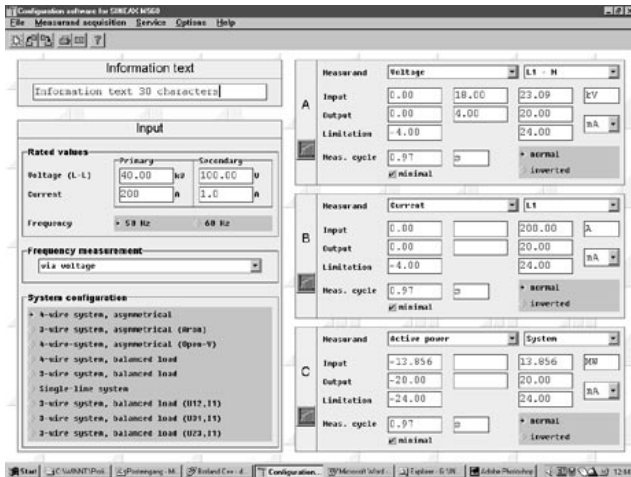 Configuration software for SINEAX M560
File Measurand acquisition Service Options Help
Information text
Information text 30 characters
Input
Rated values
Primary Secondary
Voltage (L-L) 40.00 kV 100.00 V
Current 200 A 1.0 A
Frequency 50 Hz 60 Hz
Frequency measurement
via voltage
System configuration
4-wire system, asymmetrical
3-wire system, asymmetrical (Aron)
4-wire-system, asymmetrical (Open-Y)
4-wire system, balanced load
3-wire system, balanced load
Single-line system
3-wire system, balanced load (U12,I1)
3-wire system, balanced load (U31,I1)
3-wire system, balanced load (U23,I1)
A
Measurand Voltage L1 - N
Input 0.00 18.00 23.09 kV
Output 0.00 4.00 20.00 mA
Limitation -4.00 24.00
Meas. cycle 0.97 s normal
minimal inverted
B
Measurand Current L1
Input 0.00 200.00 A
Output 0.00 20.00 mA
Limitation -4.00 24.00
Meas. cycle 0.97 s normal
minimal inverted
C
Measurand Active power System
Input -13.856 13.856 MW
Output -20.00 20.00 mA
Limitation -24.00 24.00
Meas. cycle 0.97 s normal
minimal inverted
Start Posteingang - M. Borland C++ - d. Configuration... Microsoft Word - Explorer - Adobe Photoshop